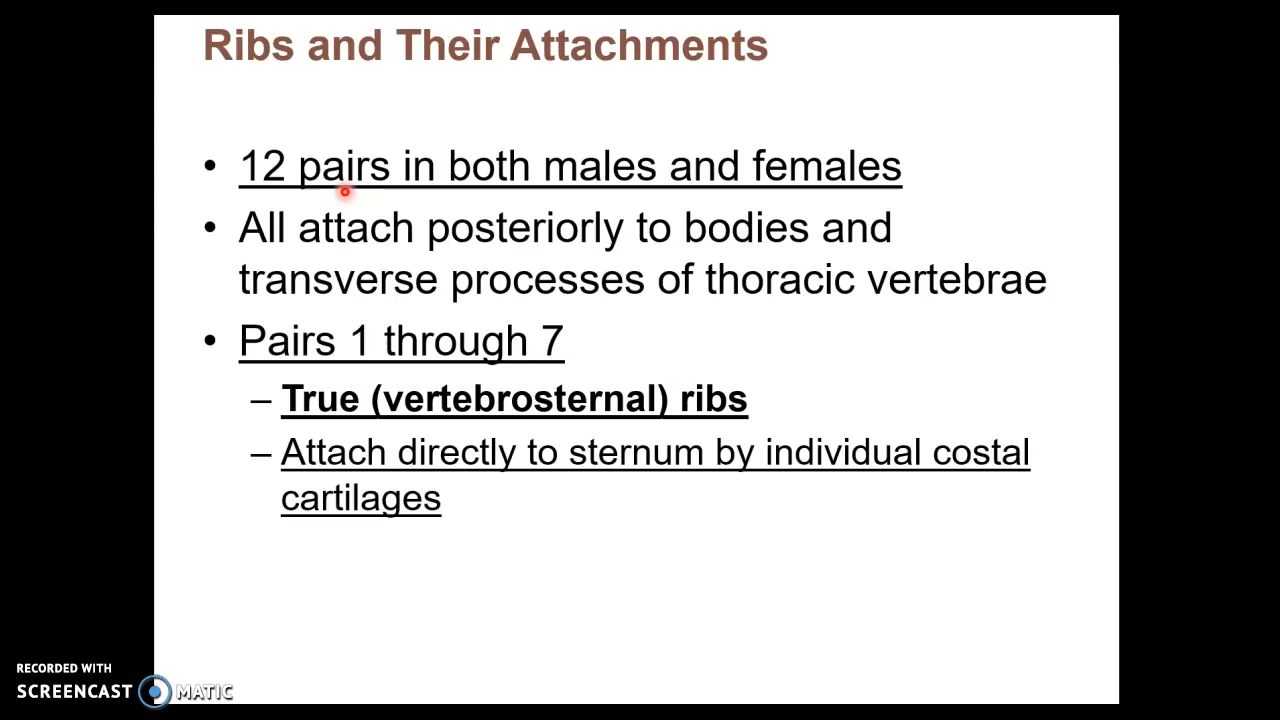 Ribs and Their Attachments
• 12 pairs in both males and females
• All attach posteriorly to bodies and
transverse processes of thoracic vertebrae
• Pairs 1 through 7
– True (vertebrosternal) ribs
– Attach directly to sternum by individual costal
cartilages
RECORDED WITH
SCREENCAST MATIC